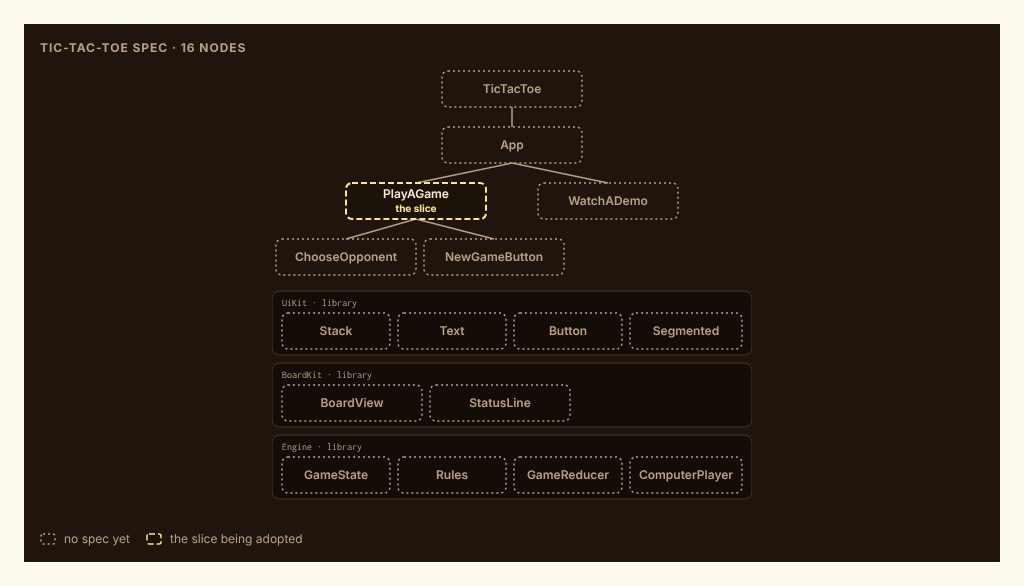 TIC-TAC-TOE SPEC · 16 NODES
TicTacToe
App
PlayAGame
the slice
WatchADemo
ChooseOpponent
NewGameButton
UiKit · library
Stack
Text
Button
Segmented
BoardKit · library
BoardView
StatusLine
Engine · library
GameState
Rules
GameReducer
ComputerPlayer
no spec yet
the slice being adopted